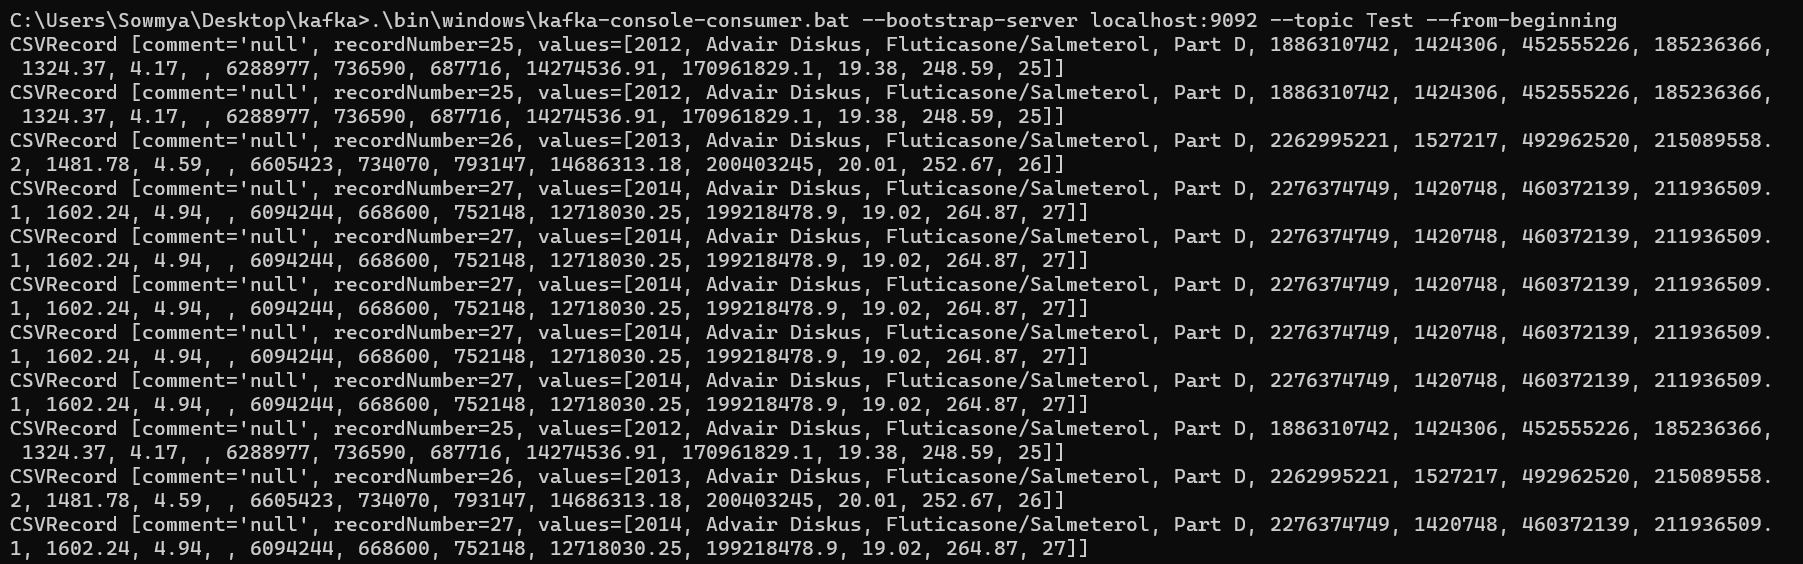 C:\Users\Sowmya\Desktop\kafka>.\bin\windows\kafka-console-consumer.bat --bootstrap-server localhost:9092 --topic Test --from-beginning
CSVRecord [comment='null', recordNumber=25, values=[2012, Advair Diskus, Fluticasone/Salmeterol, Part D, 1886310742, 1424306, 452555226, 185236366,
 1324.37, 4.17, , 6288977, 736590, 687716, 14274536.91, 170961829.1, 19.38, 248.59, 25]]
CSVRecord [comment='null', recordNumber=25, values=[2012, Advair Diskus, Fluticasone/Salmeterol, Part D, 1886310742, 1424306, 452555226, 185236366,
 1324.37, 4.17, , 6288977, 736590, 687716, 14274536.91, 170961829.1, 19.38, 248.59, 25]]
CSVRecord [comment='null', recordNumber=26, values=[2013, Advair Diskus, Fluticasone/Salmeterol, Part D, 2262995221, 1527217, 492962520, 215089558.
2, 1481.78, 4.59, , 6605423, 734070, 793147, 14686313.18, 200403245, 20.01, 252.67, 26]]
CSVRecord [comment='null', recordNumber=27, values=[2014, Advair Diskus, Fluticasone/Salmeterol, Part D, 2276374749, 1420748, 460372139, 211936509.
1, 1602.24, 4.94, , 6094244, 668600, 752148, 12718030.25, 199218478.9, 19.02, 264.87, 27]]
CSVRecord [comment='null', recordNumber=27, values=[2014, Advair Diskus, Fluticasone/Salmeterol, Part D, 2276374749, 1420748, 460372139, 211936509.
1, 1602.24, 4.94, , 6094244, 668600, 752148, 12718030.25, 199218478.9, 19.02, 264.87, 27]]
CSVRecord [comment='null', recordNumber=27, values=[2014, Advair Diskus, Fluticasone/Salmeterol, Part D, 2276374749, 1420748, 460372139, 211936509.
1, 1602.24, 4.94, , 6094244, 668600, 752148, 12718030.25, 199218478.9, 19.02, 264.87, 27]]
CSVRecord [comment='null', recordNumber=27, values=[2014, Advair Diskus, Fluticasone/Salmeterol, Part D, 2276374749, 1420748, 460372139, 211936509.
1, 1602.24, 4.94, , 6094244, 668600, 752148, 12718030.25, 199218478.9, 19.02, 264.87, 27]]
CSVRecord [comment='null', recordNumber=27, values=[2014, Advair Diskus, Fluticasone/Salmeterol, Part D, 2276374749, 1420748, 460372139, 211936509.
1, 1602.24, 4.94, , 6094244, 668600, 752148, 12718030.25, 199218478.9, 19.02, 264.87, 27]]
CSVRecord [comment='null', recordNumber=25, values=[2012, Advair Diskus, Fluticasone/Salmeterol, Part D, 1886310742, 1424306, 452555226, 185236366,
 1324.37, 4.17, , 6288977, 736590, 687716, 14274536.91, 170961829.1, 19.38, 248.59, 25]]
CSVRecord [comment='null', recordNumber=26, values=[2013, Advair Diskus, Fluticasone/Salmeterol, Part D, 2262995221, 1527217, 492962520, 215089558.
2, 1481.78, 4.59, , 6605423, 734070, 793147, 14686313.18, 200403245, 20.01, 252.67, 26]]
CSVRecord [comment='null', recordNumber=27, values=[2014, Advair Diskus, Fluticasone/Salmeterol, Part D, 2276374749, 1420748, 460372139, 211936509.
1, 1602.24, 4.94, , 6094244, 668600, 752148, 12718030.25, 199218478.9, 19.02, 264.87, 27]]